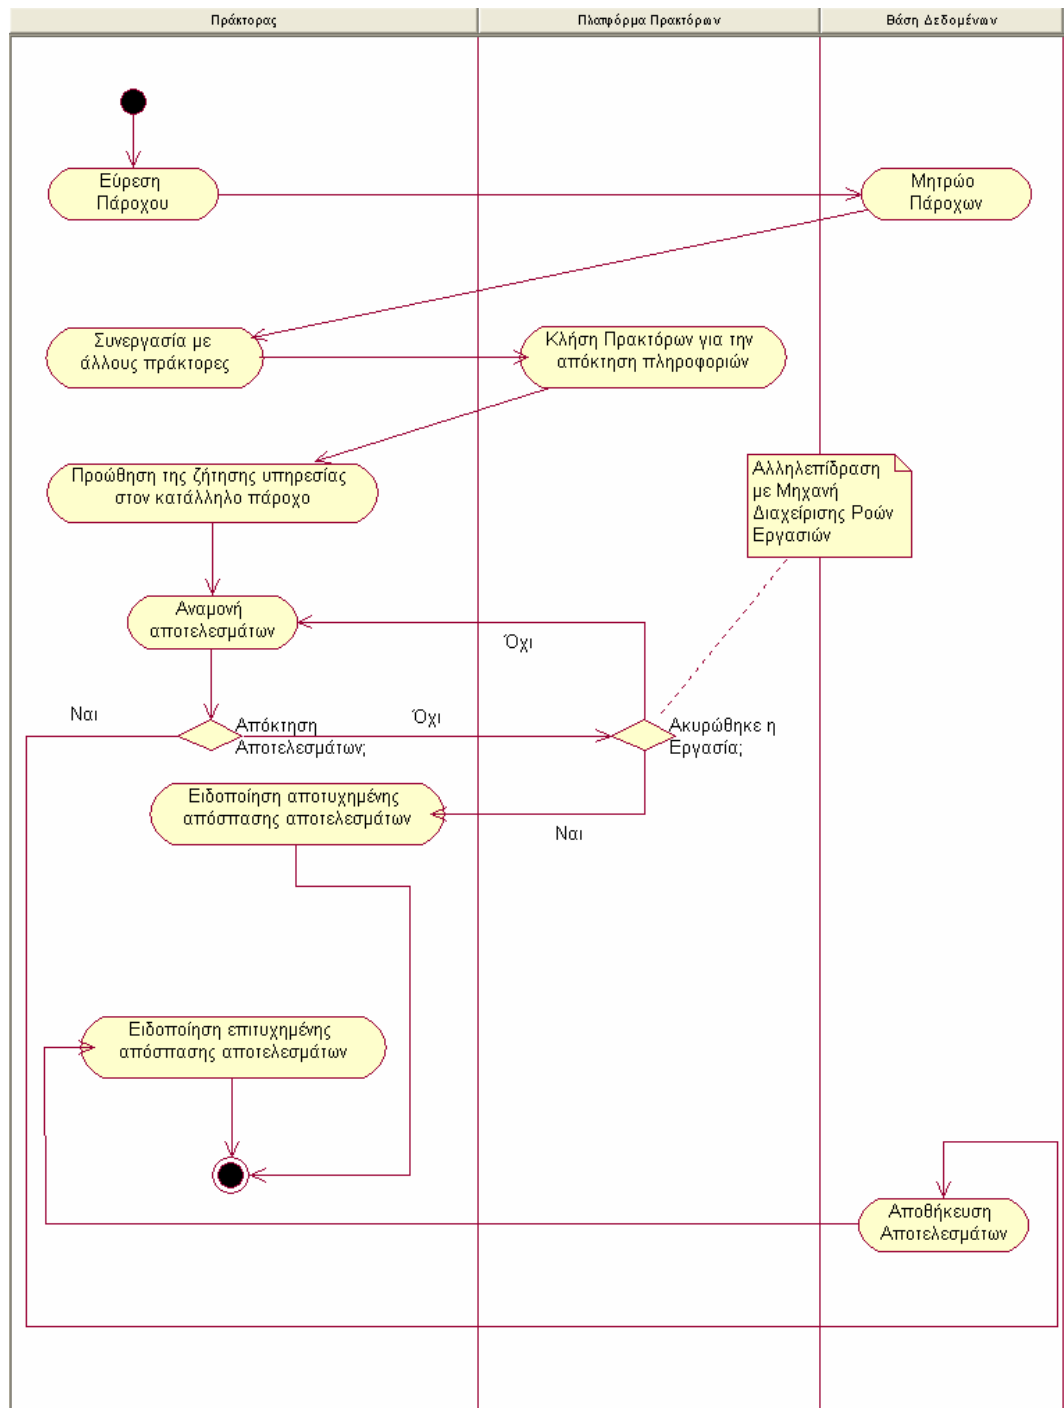 Πράκτορας
Πλατφόρμα Πρακτόρων
Βάση Δεδομένων
Εύρεση
Πάροχου
Μητρώο
Πάροχων
Συνεργασία με
άλλους πράκτορες
Κλήση Πρακτόρων για την
απόκτηση πληροφοριών
Προώθηση της ζήτησης υπηρεσίας
στον κατάλληλο πάροχο
Αλληλεπίδραση
με Μηχανή
Διαχείρισης Ροών
Εργασιών
Αναμονή
αποτελεσμάτων
Όχι
Ναι
Απόκτηση
Αποτελεσμάτων;
Όχι
Ακυρώθηκε η
Εργασία;
Ειδοποίηση αποτυχημένης
απόσπασης αποτελεσμάτων
Ναι
Ειδοποίηση επιτυχημένης
απόσπασης αποτελεσμάτων
Αποθήκευση
Αποτελεσμάτων